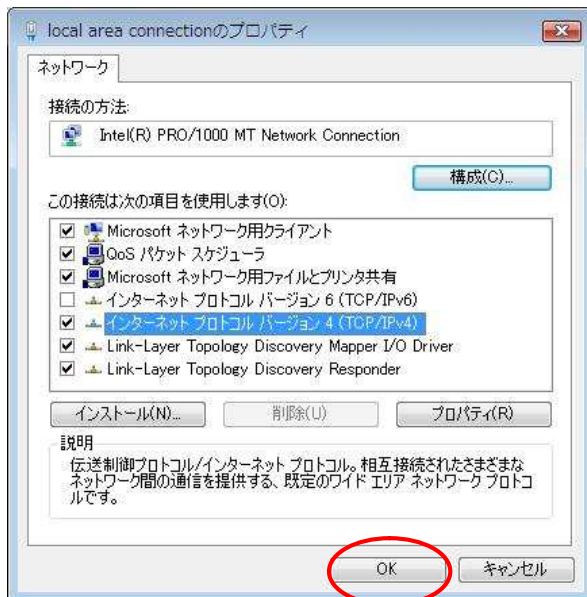 local area connectionのプロパティ
ネットワーク
接続の方法:
Intel(R) PRO/1000 MT Network Connection
構成(C)...
この接続は次の項目を使用します(O):
Microsoft ネットワーク用クライアント
QoS パケット スケジューラ
Microsoft ネットワーク用ファイルとプリンタ共有
インターネット プロトコル バージョン 6 (TCP/IPv6)
インターネット プロトコル バージョン 4 (TCP/IPv4)
Link-Layer Topology Discovery Mapper I/O Driver
Link-Layer Topology Discovery Responder
インストール(N)... 削除(U) プロパティ(R)
説明
伝送制御プロトコル/インターネット プロトコル。相互接続されたさまざまな
ネットワーク間の通信を提供する、既定のワイド エリア ネットワーク プロトコ
ルです。
OK キャンセル